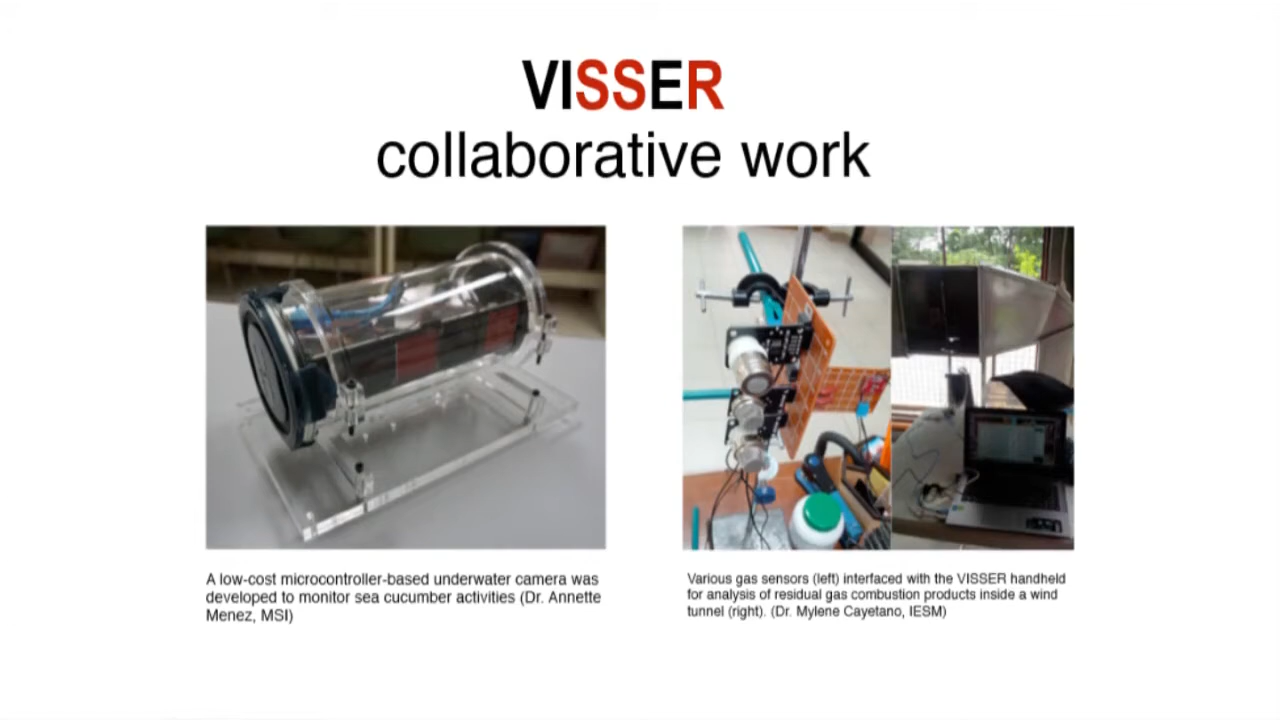 VISSER
collaborative work
A low-cost microcontroller-based underwater camera was
developed to monitor sea cucumber activities (Dr. Annette
Menez, MSI)
Various gas sensors (left) interfaced with the VISSER handheld
for analysis of residual gas combustion products inside a wind
tunnel (right). (Dr. Mylene Cayetano, IESM)